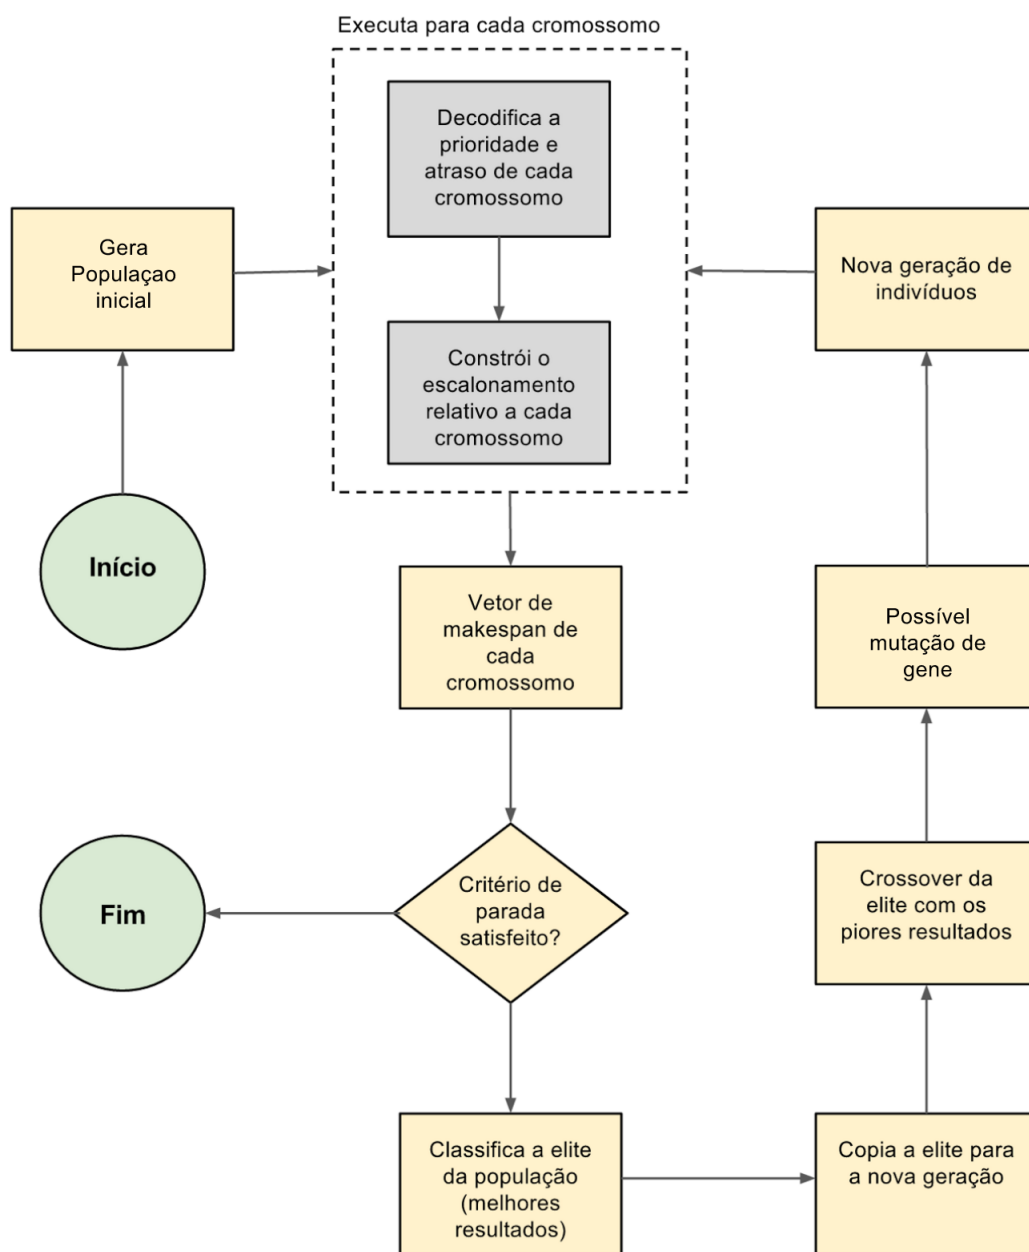 Executa para cada cromossomo
Decodifica a
prioridade e
atraso de cada
cromossomo
Gera
Populaçao
inicial
Nova geração de
indivíduos
Constrói o
escalonamento
relativo a cada
cromossomo
Início
Vetor de
makespan de
cada
cromossomo
Possível
mutação de
gene
Critério de
parada
satisfeito?
Fim
Crossover da
elite com os
piores resultados
Classifica a elite
da população
(melhores
resultados)
Copia a elite para
a nova geração